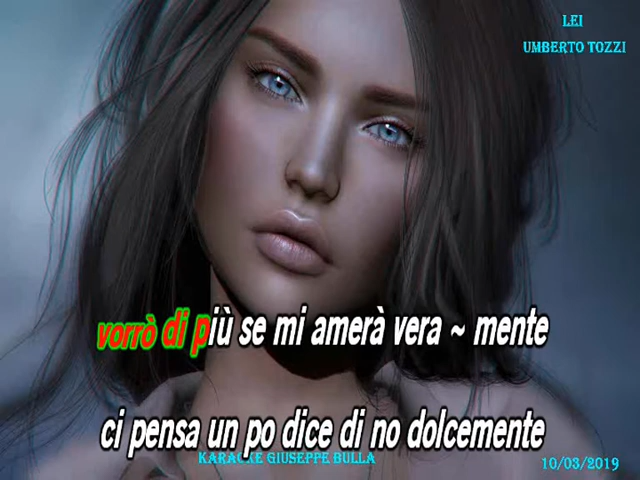 LEI
UMBERTO TOZZI
vorrò di più se mi amerà vera ~ mente
ci pensa un po dice di no dolcemente
KARAOKE GIUSEPPE BULLA
10/03/2019